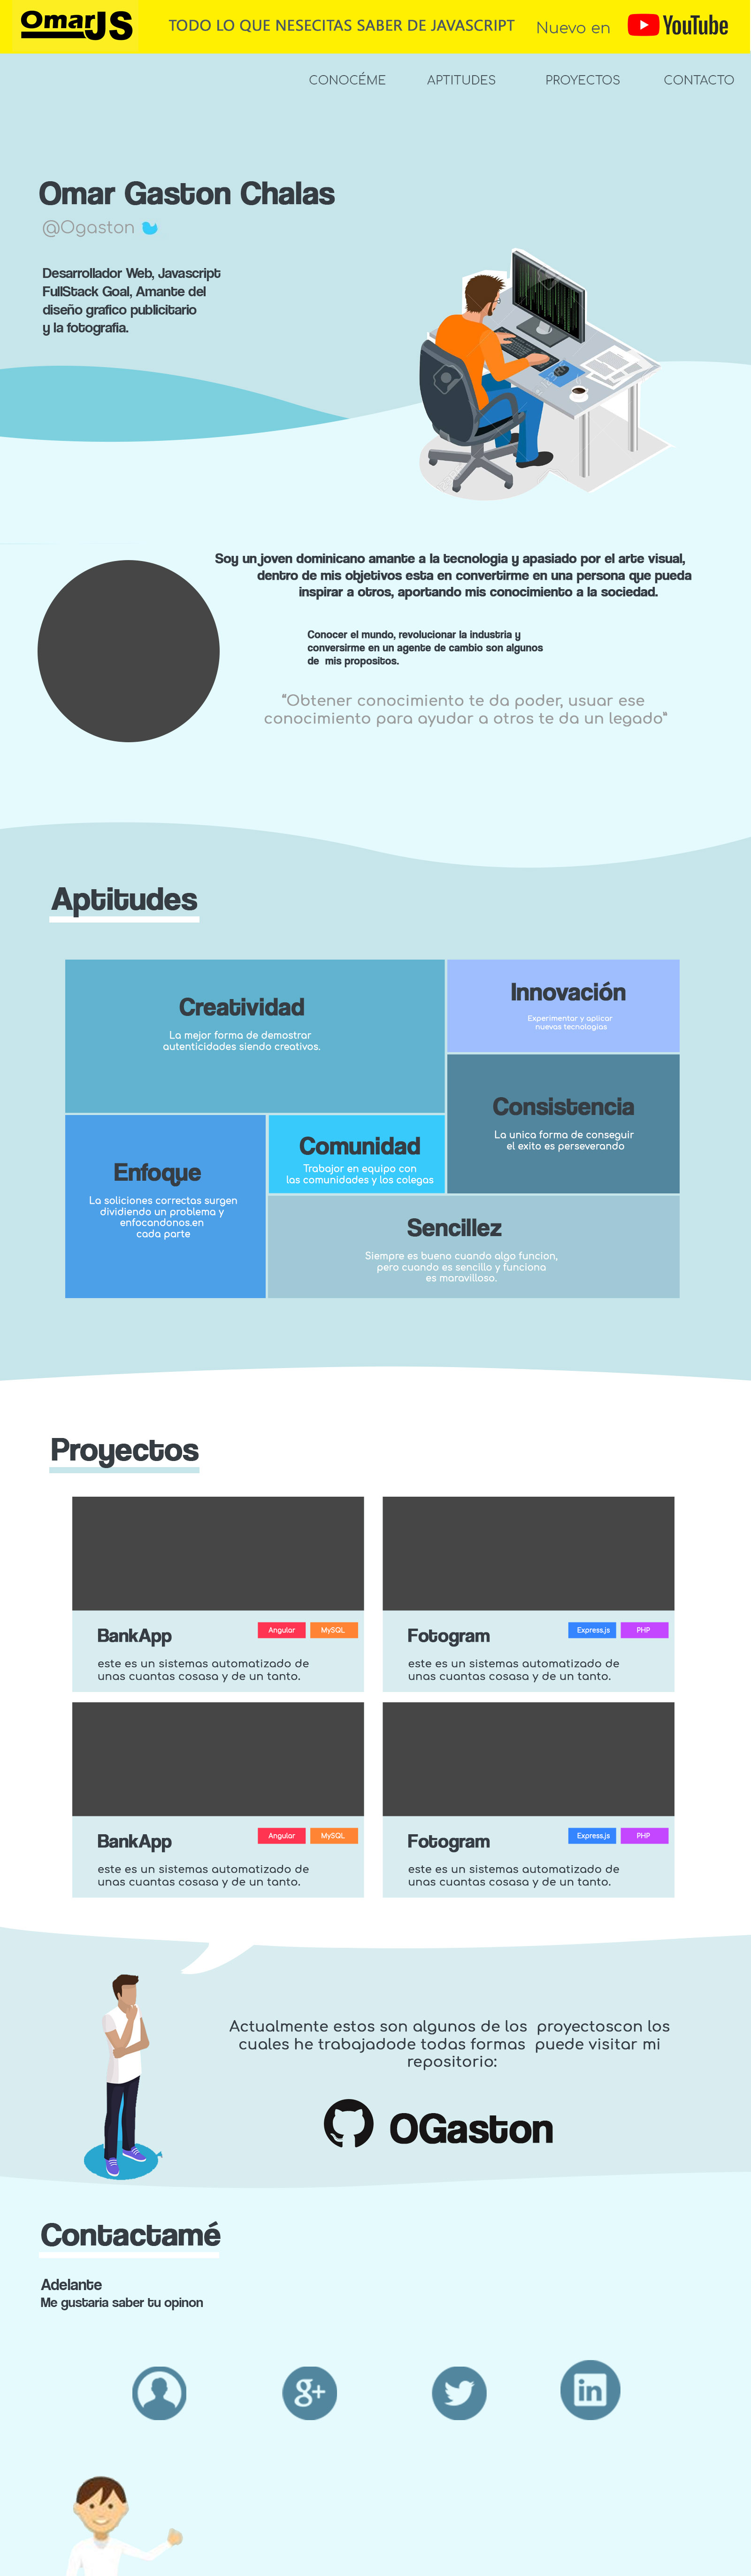 OmarJS
TODO LO QUE NESECITAS SABER DE JAVASCRIPT
Nuevo en
YouTube
CONOCÉME
APTITUDES
PROYECTOS
CONTACTO
Omar Gaston Chalas
@Ogaston
Desarrollador Web, Javascript
FullStack Goal, Amante del
diseño grafico publicitario
y la fotografia.
Soy un joven dominicano amante a la tecnologia y apasiado por el arte visual,
dentro de mis objetivos esta en convertirme en una persona que pueda
inspirar a otros, aportando mis conocimiento a la sociedad.
Conocer el mundo, revolucionar la industria y
conversirme en un agente de cambio son algunos
de mis propositos.
“Obtener conocimiento te da poder, usuar ese
conocimiento para ayudar a otros te da un legado”
Aptitudes
Creatividad
La mejor forma de demostrar
autenticidades siendo creativos.
Innovación
Experimentar y aplicar
nuevas tecnologias
Consistencia
La unica forma de conseguir
el exito es perseverando
Enfoque
La soliciones correctas surgen
dividiendo un problema y
enfocandonos.en
cada parte
Comunidad
Trabajar en equipo con
las comunidades y los colegas
Sencillez
Siempre es bueno cuando algo funcion,
pero cuando es sencillo y funciona
es maravilloso.
Proyectos
BankApp
Angular
MySQL
este es un sistemas automatizado de
unas cuantas cosasa y de un tanto.
Fotogram
Express.js
PHP
este es un sistemas automatizado de
unas cuantas cosasa y de un tanto.
BankApp
Angular
MySQL
este es un sistemas automatizado de
unas cuantas cosasa y de un tanto.
Fotogram
Express.js
PHP
este es un sistemas automatizado de
unas cuantas cosasa y de un tanto.
Actualmente estos son algunos de los proyectoscon los
cuales he trabajadode todas formas puede visitar mi
repositorio:
OGaston
Contactamé
Adelante
Me gustaria saber tu opinon
g+
in